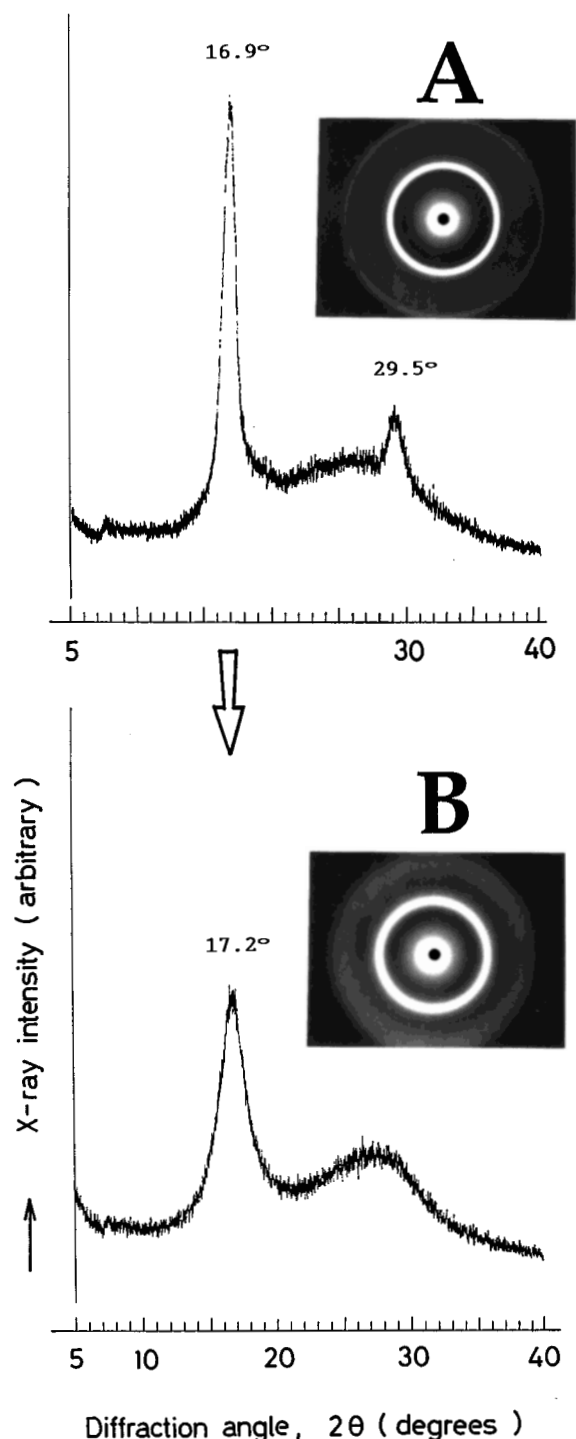 16.9°
A
29.5°
5 30 40
X-ray intensity (arbitrary)
B
17.2°
5 10 20 30 40
Diffraction angle, 2θ (degrees)